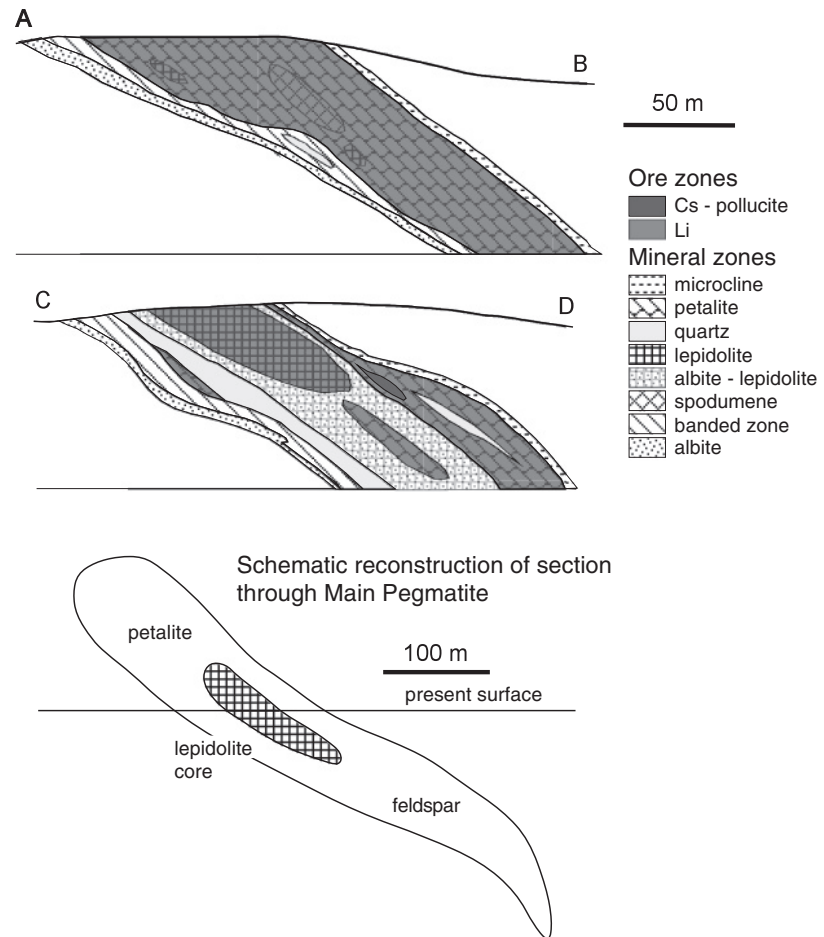 A
B
50 m
Ore zones
Cs - pollucite
Li
Mineral zones
microcline
petalite
quartz
lepidolite
albite - lepidolite
spodumene
banded zone
albite
C
D
Schematic reconstruction of section
through Main Pegmatite
petalite
100 m
present surface
lepidolite
core
feldspar